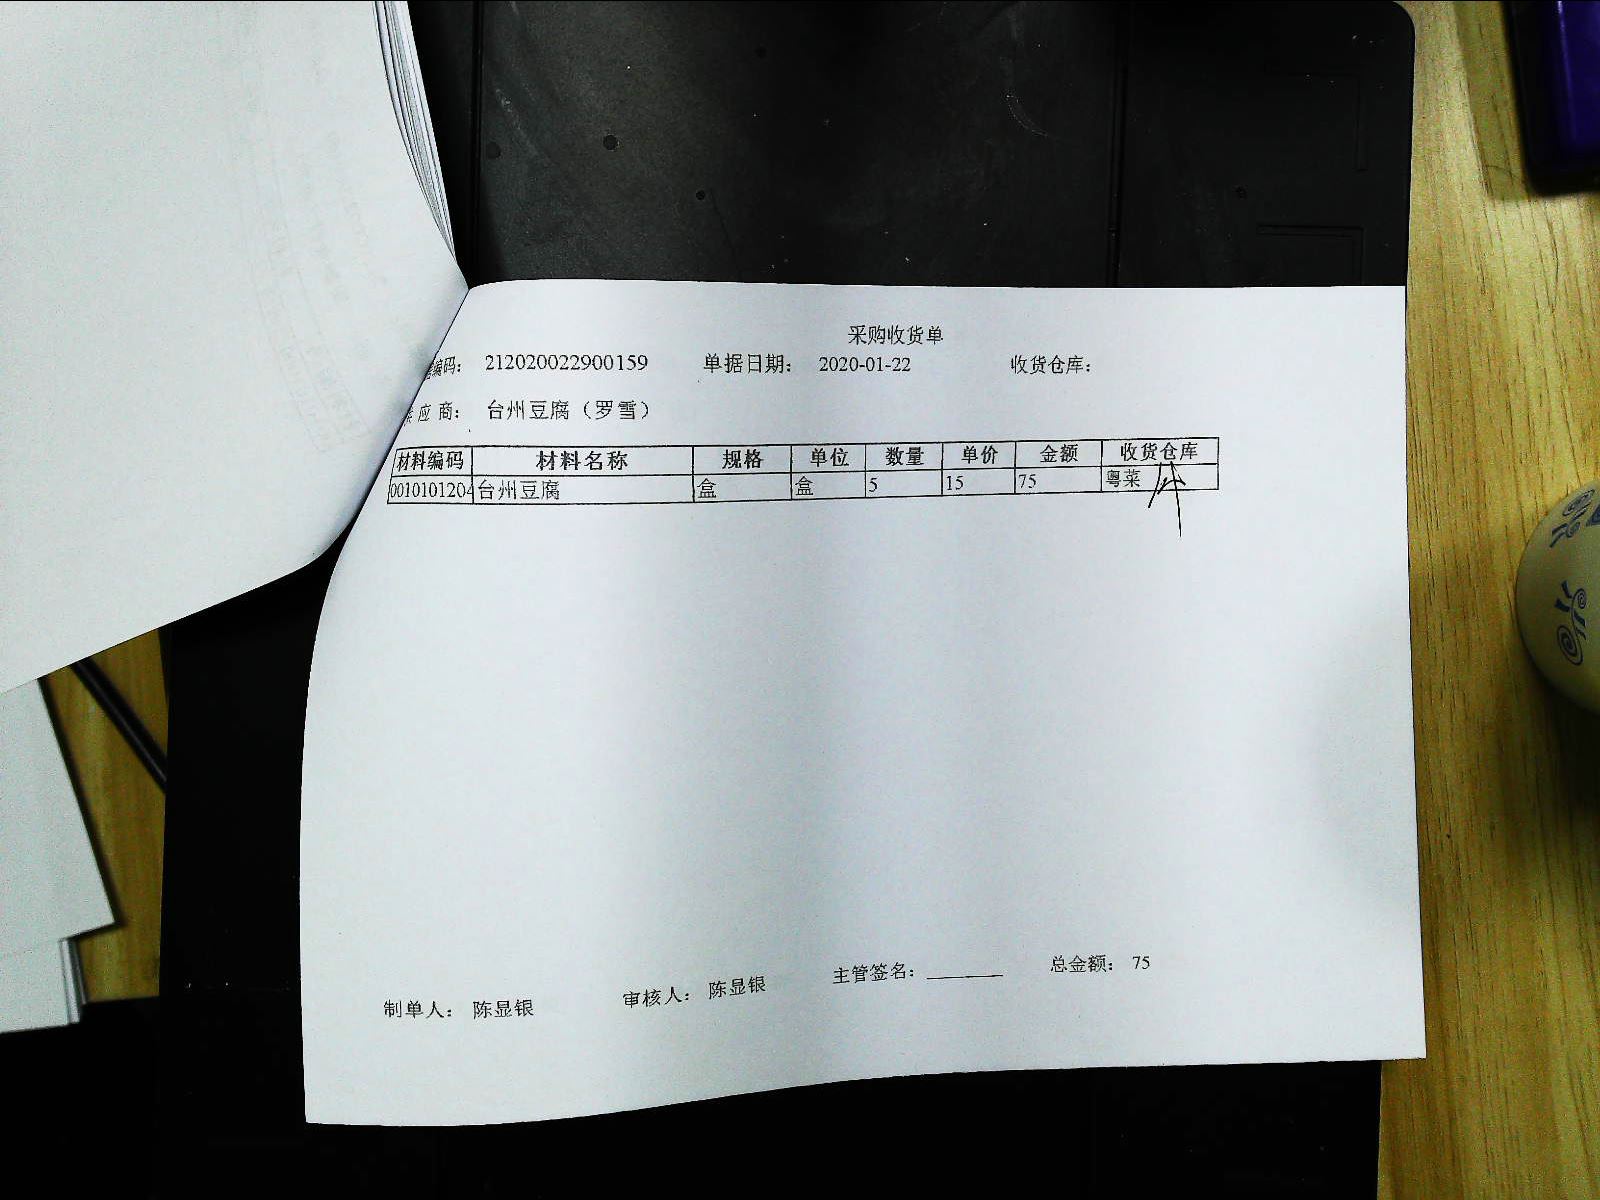 采购收货单
编码： 212020022900159 单据日期： 2020-01-22 收货仓库：
应 商： 台州豆腐（罗雪）
材料编码 材料名称 规格 单位 数量 单价 金额 收货仓库
0010101204 台州豆腐 盒 盒 5 15 75 粤菜
制单人： 陈显银 审核人： 陈显银 主管签名： 总金额： 75